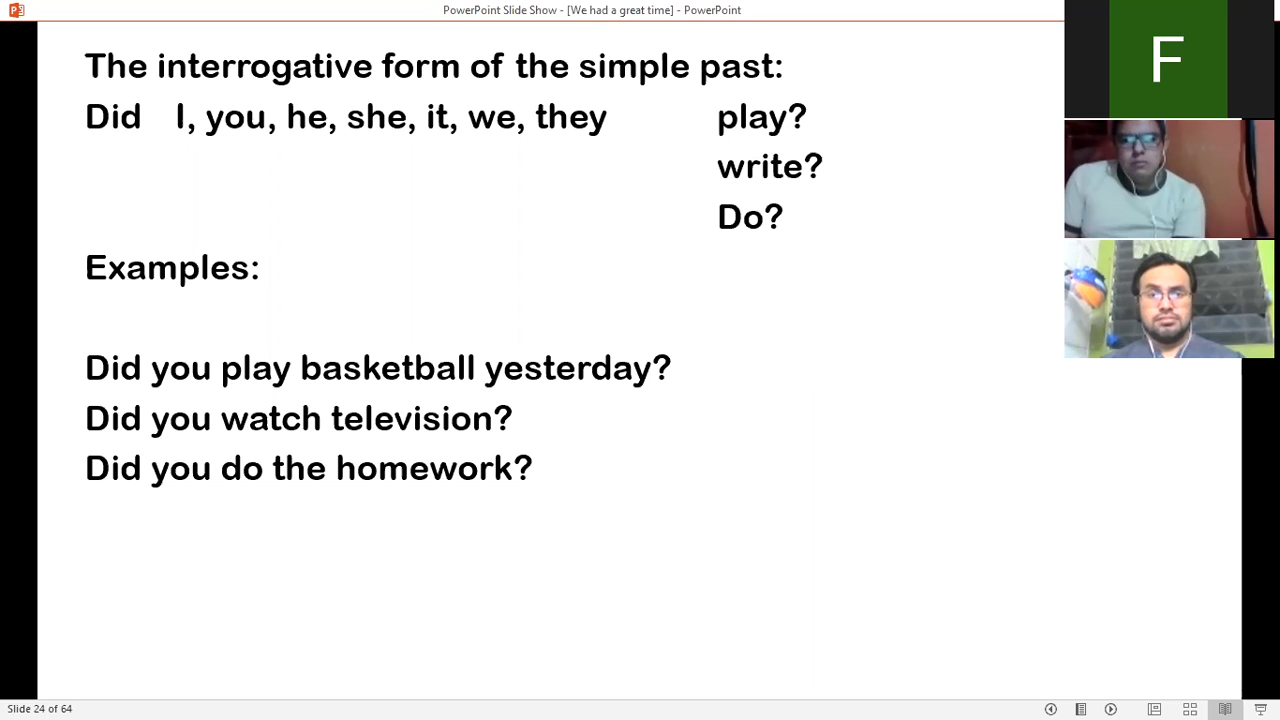 PowerPoint Slide Show - [We had a great time] - PowerPoint
The interrogative form of the simple past:
Did I, you, he, she, it, we, they play?
write?
Do?
Examples:
Did you play basketball yesterday?
Did you watch television?
Did you do the homework?
F
Slide 24 of 64